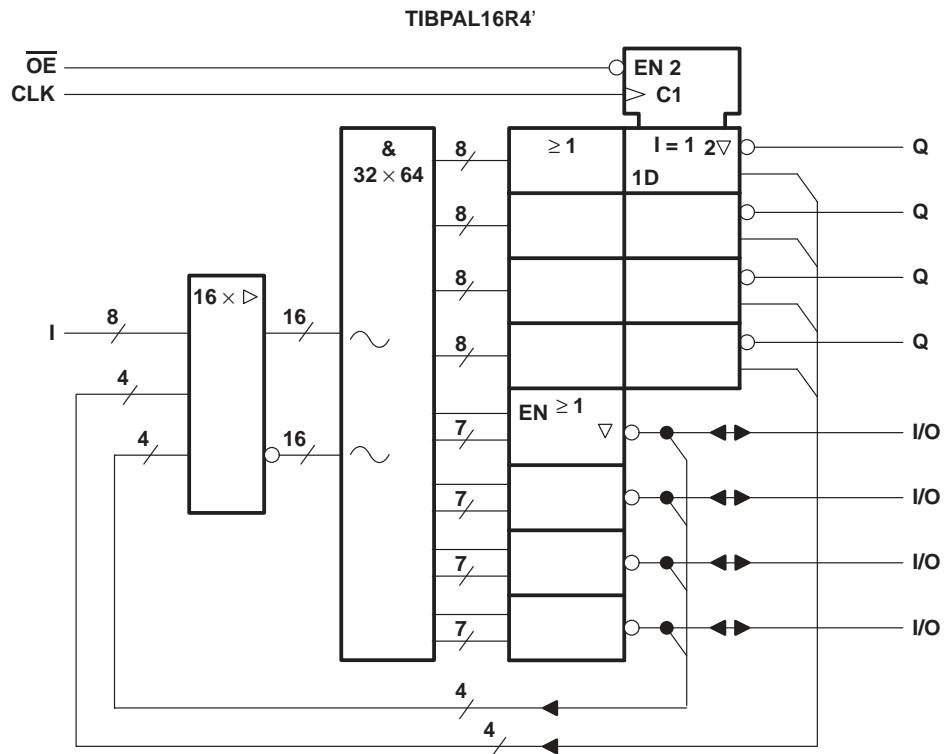 TIBPAL16R4’
OE
EN 2
CLK
C1
&
32 × 64
8
≥ 1
I = 1
2▽
1D
Q
8
Q
8
Q
16 × ▷
I
8
16
8
Q
4
EN ≥ 1
▽
7
I/O
4
16
7
I/O
7
I/O
7
I/O
4
4